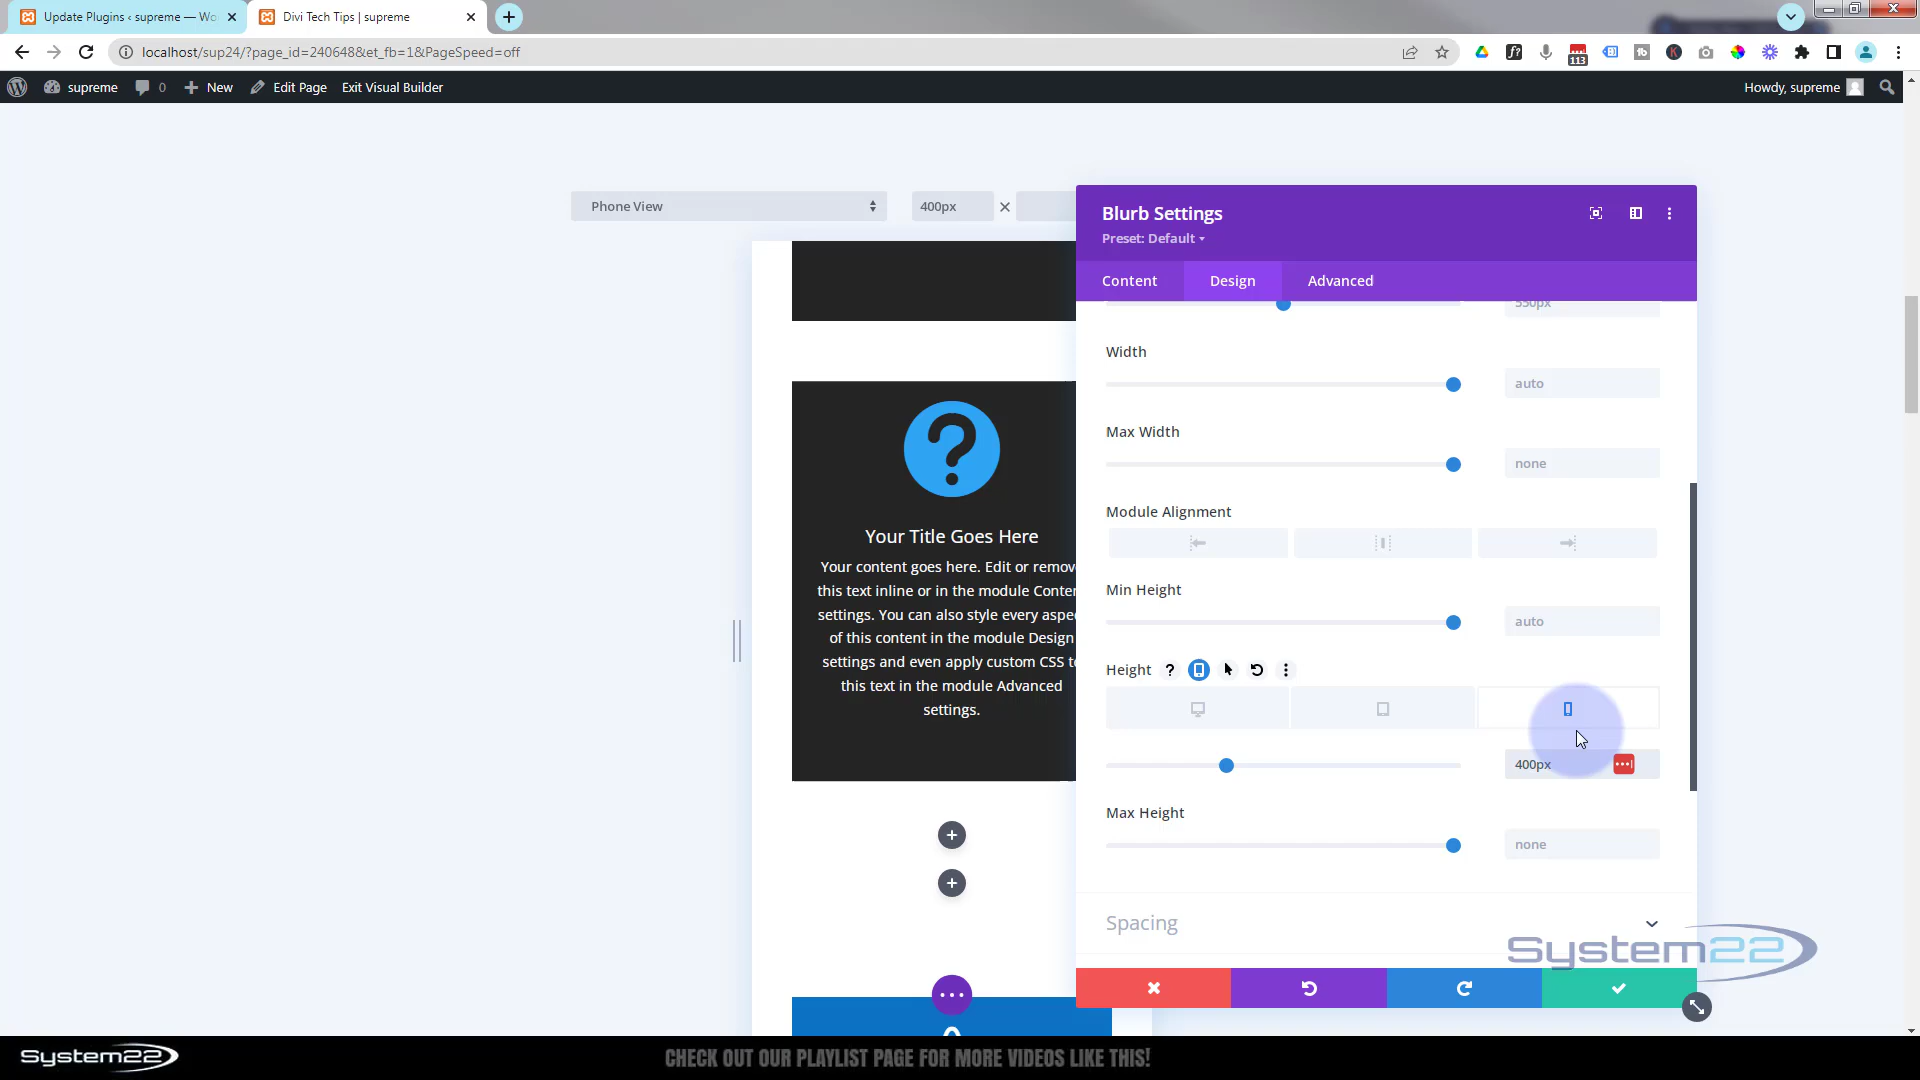 Update Plugins ‹ supreme — Wo
Divi Tech Tips | supreme
localhost/sup24/?page_id=240648&et_fb=1&PageSpeed=off
113
supreme
0
New
Edit Page
Exit Visual Builder
Howdy, supreme
Phone View
400px
Blurb Settings
Preset: Default
Content
Design
Advanced
550px
Width
auto
Max Width
none
Module Alignment
Min Height
auto
Height
400px
Max Height
none
Spacing
Your Title Goes Here
Your content goes here. Edit or remov
this text inline or in the module Conte
settings. You can also style every aspe
of this content in the module Design
settings and even apply custom CSS t
this text in the module Advanced
settings.
System22
System22
CHECK OUT OUR PLAYLIST PAGE FOR MORE VIDEOS LIKE THIS!